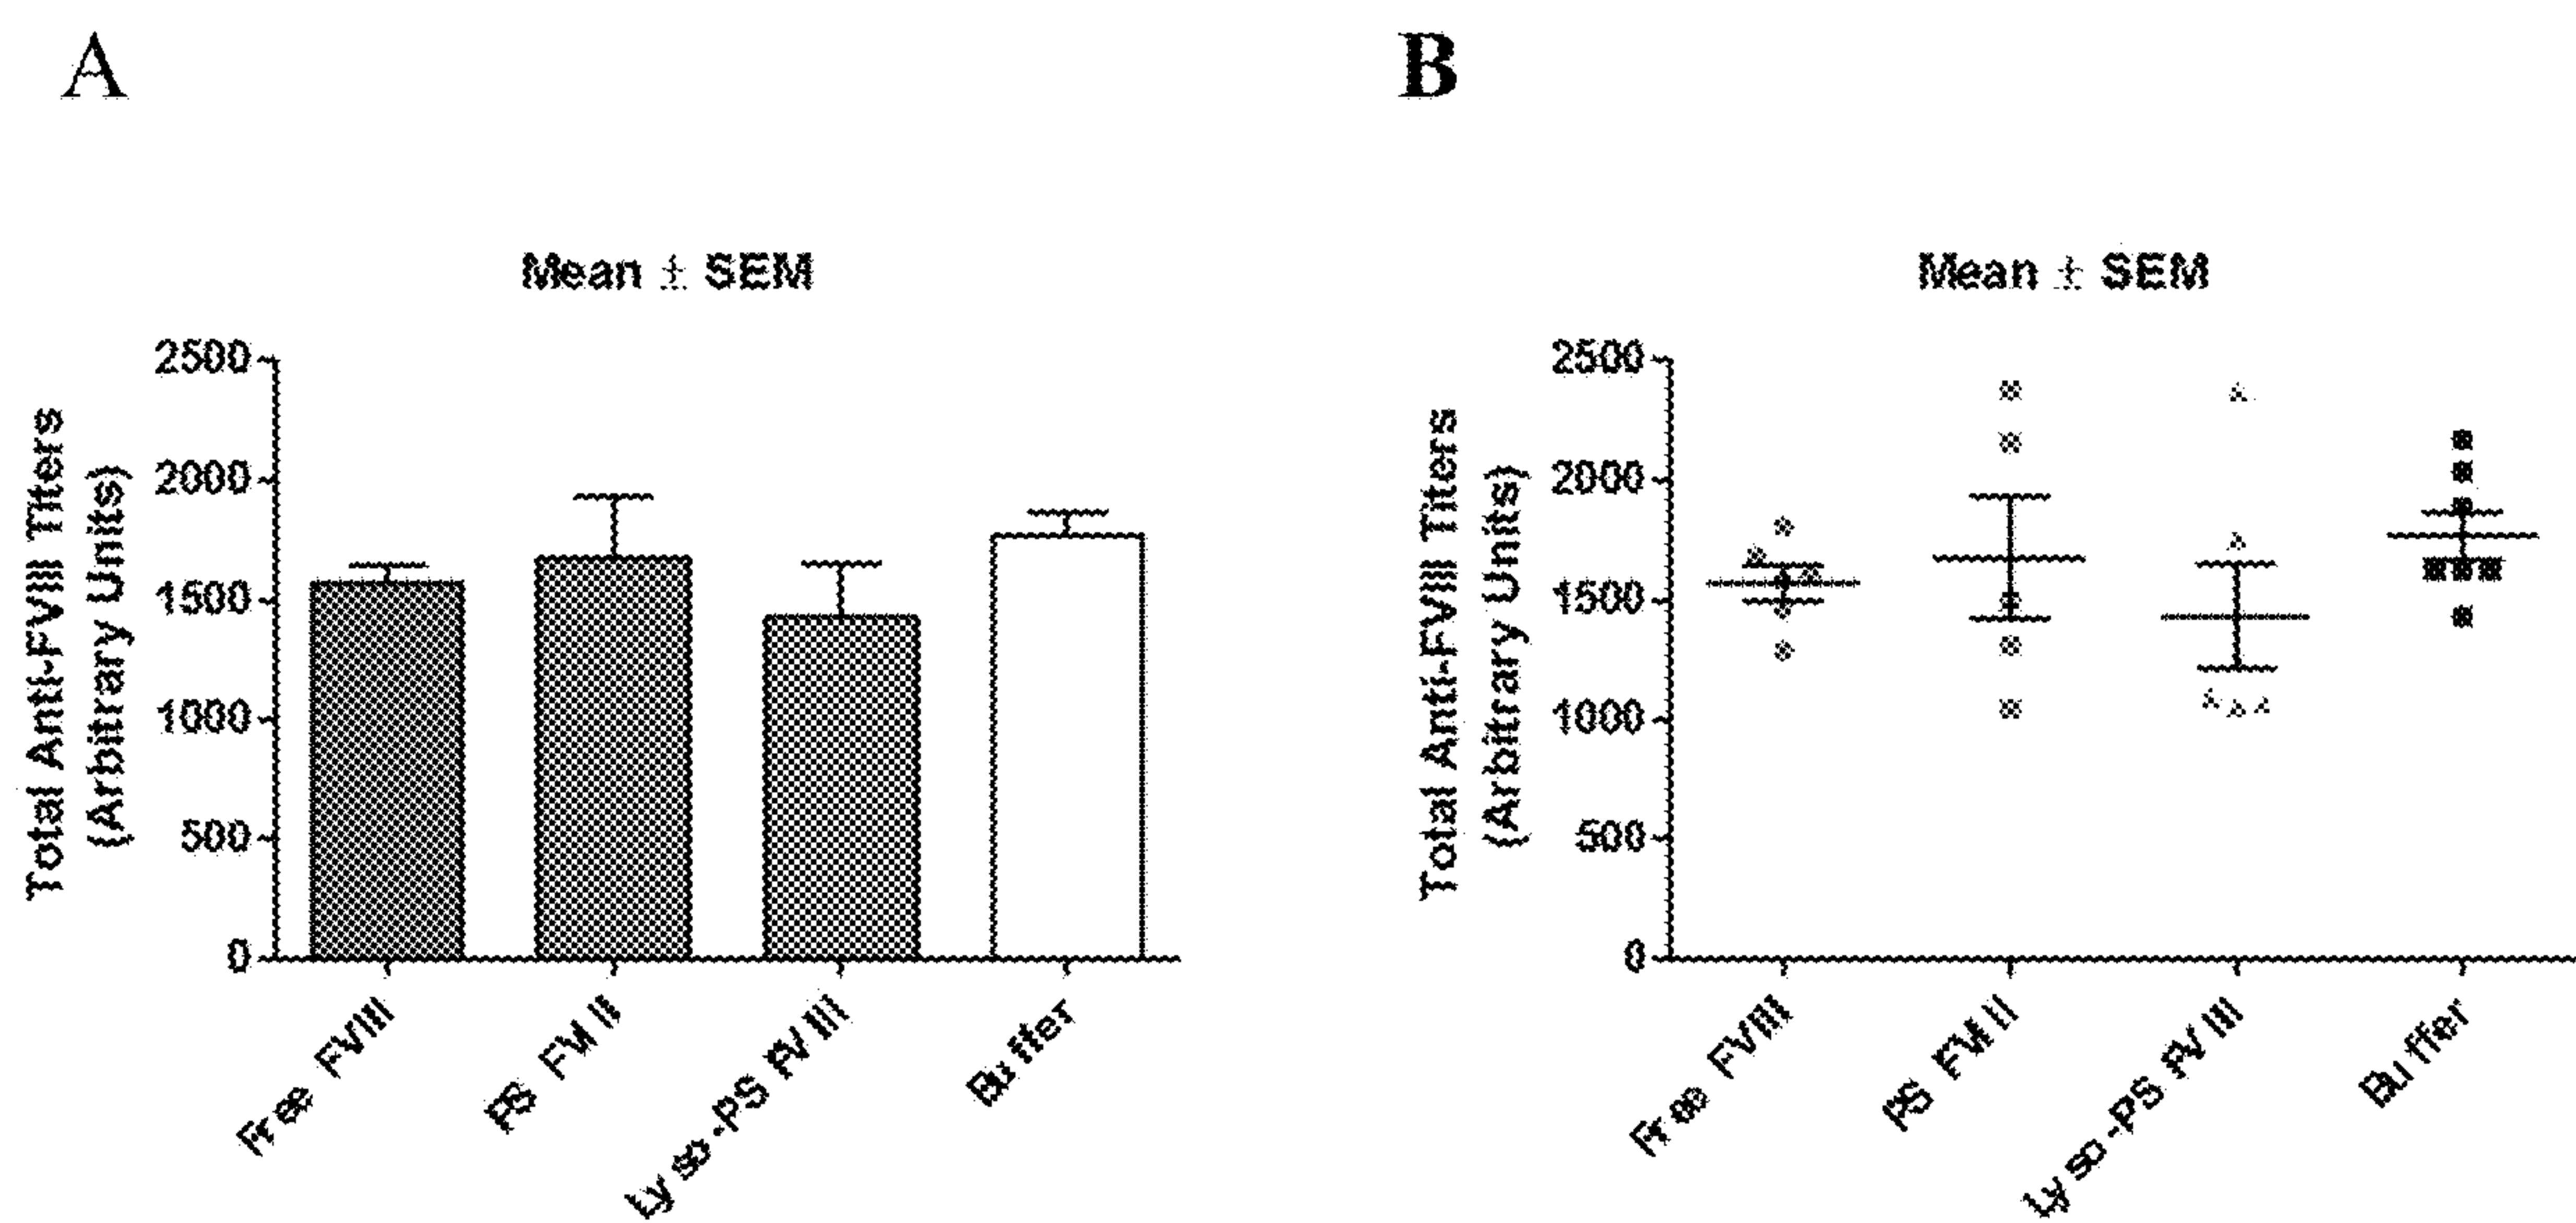 A
Mean ± SEM
Total Anti-FVIII Titers
(Arbitrary Units)
2500
2000
1500
1000
500
0
Free FVIII
PS FVIII
Lyso-PS FVIII
Buffer
B
Mean ± SEM
Total Anti-FVIII Titers
(Arbitrary Units)
2500
2000
1500
1000
500
0
Free FVIII
PS FVIII
Lyso-PS FVIII
Buffer